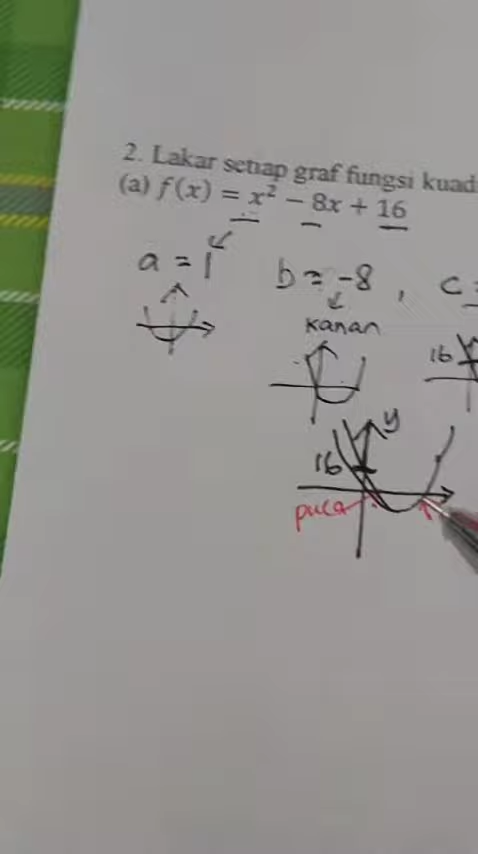 2. Lakar setiap graf fungsi kuad
(a) f(x) = x² − 8x + 16
a = 1 b = -8 , c =
kanan
16
y
16
puca